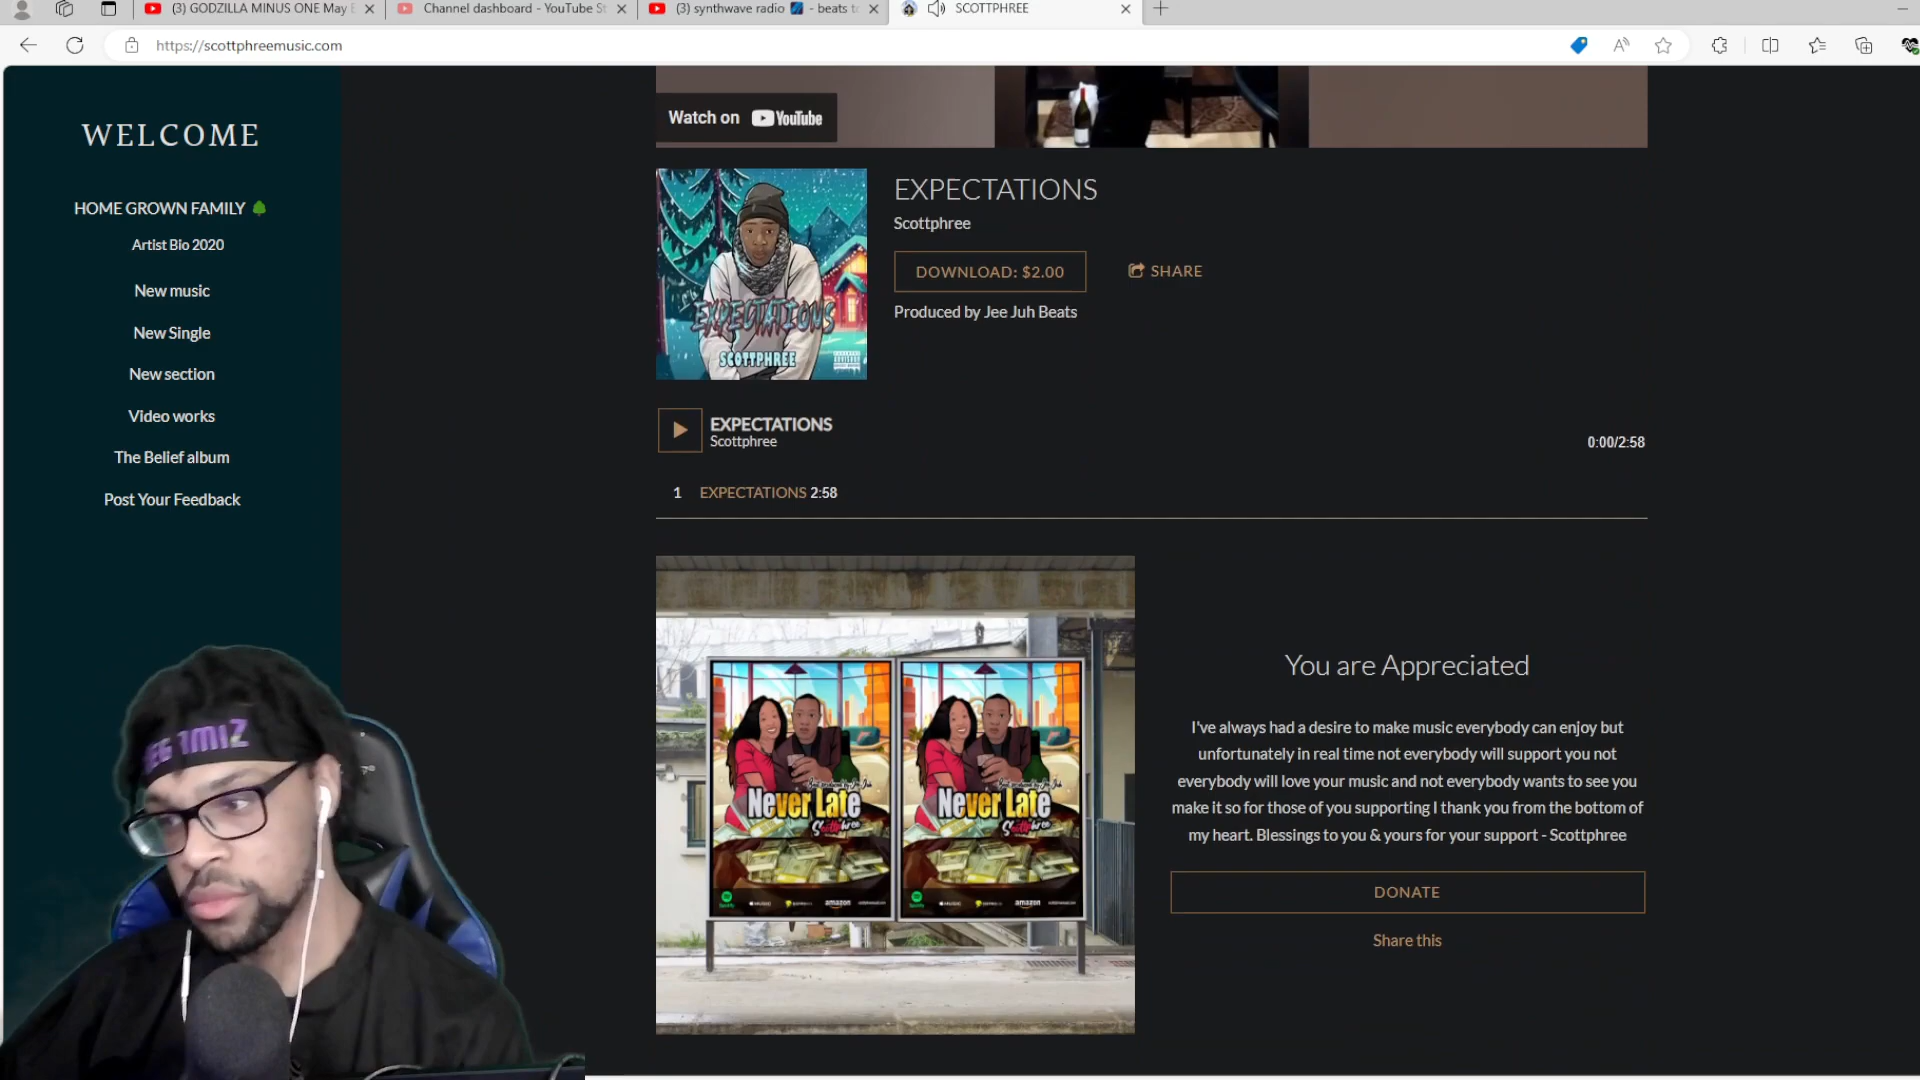 (3) GODZILLA MINUS ONE May
Channel dashboard - YouTube St
(3) synthwave radio - beats to
SCOTTPHREE
https://scottphreemusic.com
WELCOME
HOME GROWN FAMILY
Artist Bio 2020
New music
New Single
New section
Video works
The Belief album
Post Your Feedback
Watch on YouTube
EXPECTATIONS
SCOTTPHREE
EXPECTATIONS
Scottphree
DOWNLOAD: $2.00
SHARE
Produced by Jee Juh Beats
EXPECTATIONS
Scottphree
0:00/2:58
1 EXPECTATIONS 2:58
Never Late
Scottphree
amazon
Never Late
Scottphree
amazon
You are Appreciated
I've always had a desire to make music everybody can enjoy but
unfortunately in real time not everybody will support you not
everybody will love your music and not everybody wants to see you
make it so for those of you supporting I thank you from the bottom of
my heart. Blessings to you & yours for your support - Scottphree
DONATE
Share this